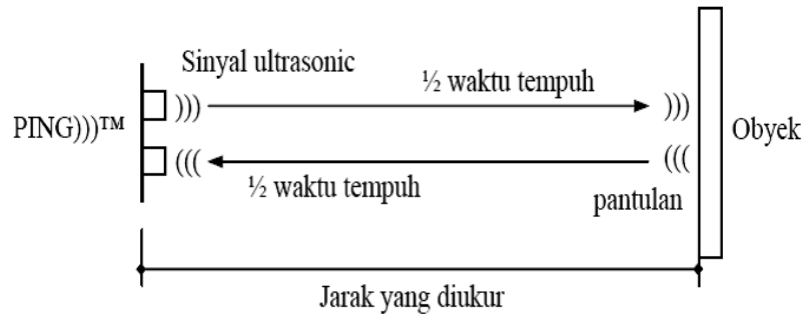 Sinyal ultrasonic
½ waktu tempuh
PING)))™
)))
)))
Obyek
(((
(((
½ waktu tempuh
pantulan
Jarak yang diukur